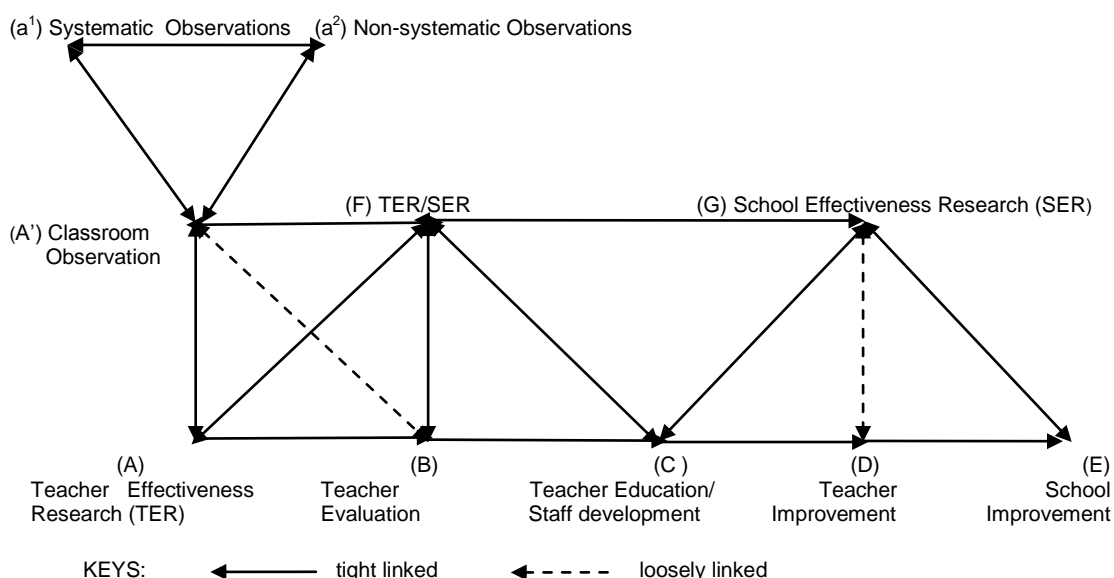 (a¹) Systematic Observations (a²) Non-systematic Observations
(F) TER/SER (G) School Effectiveness Research (SER)
(A’) Classroom
Observation
(A) (B) (C ) (D) (E)
Teacher Effectiveness Teacher Teacher Education/ Teacher School
Research (TER) Evaluation Staff development Improvement Improvement
KEYS: tight linked loosely linked